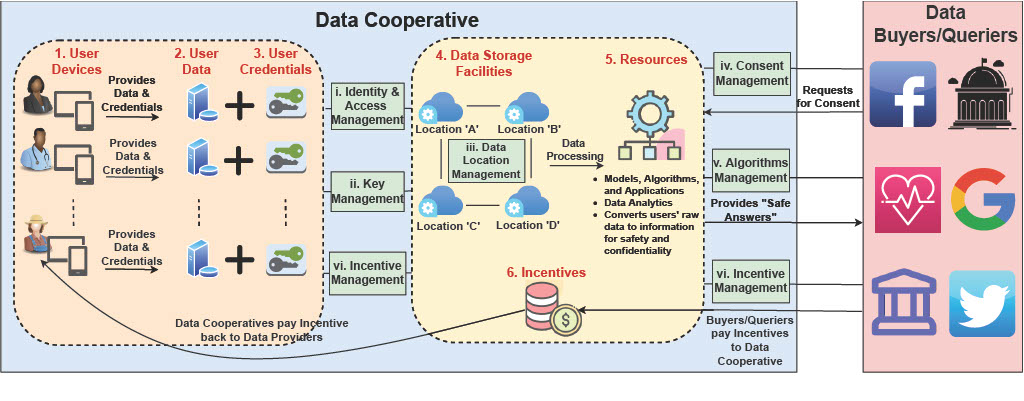 Data Cooperative
1. User
Devices
2. User
Data
3. User
Credentials
Provides
Data &
Credentials
Provides
Data &
Credentials
Provides
Data &
Credentials
Data Cooperatives pay Incentive
back to Data Providers
i. Identity &
Access
Management
ii. Key
Management
vi. Incentive
Management
4. Data Storage
Facilities
Location 'A'
Location 'B'
iii. Data
Location
Management
Location 'C'
Location 'D'
Data
Processing
5. Resources
• Models, Algorithms,
and Applications
• Data Analytics
• Converts users' raw
data to information
for safety and
confidentiality
6. Incentives
$
iv. Consent
Management
Requests
for Consent
v. Algorithms
Management
Provides "Safe
Answers"
vi. Incentive
Management
Buyers/Queriers
pay Incentives
to Data
Cooperative
Data
Buyers/Queriers
f
G